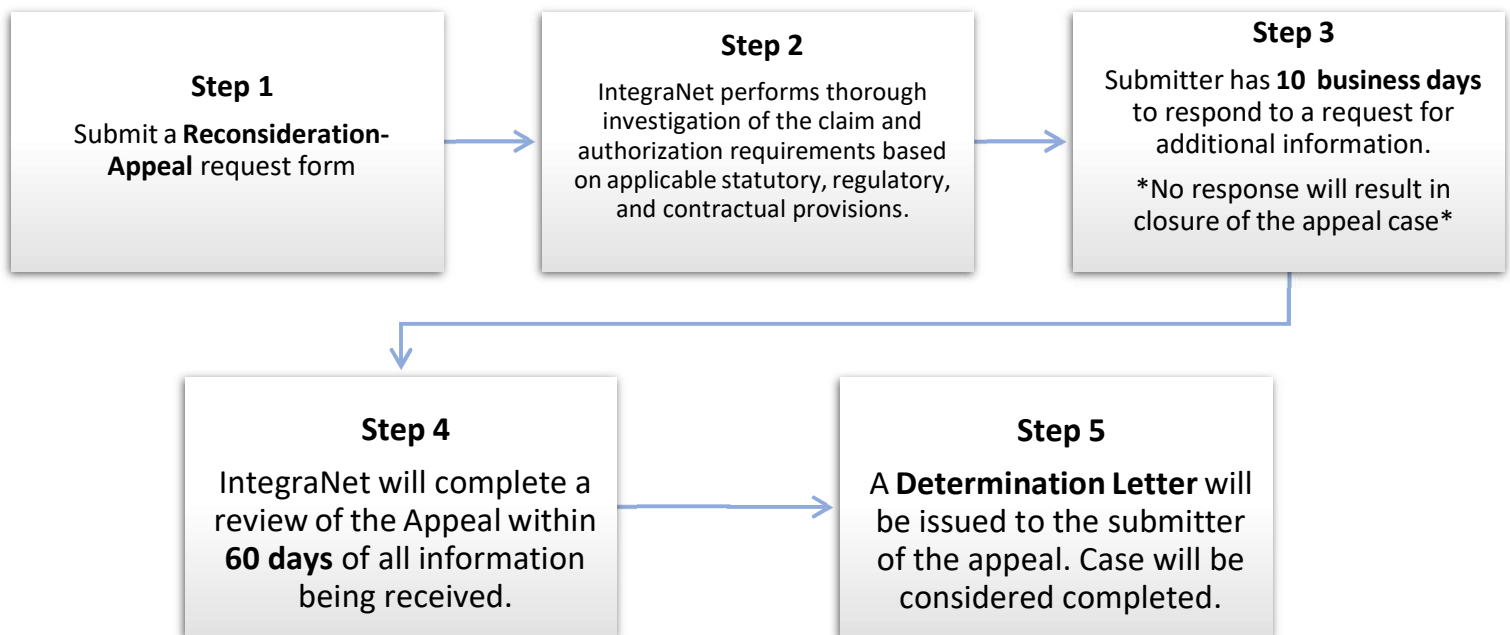 Step 1
Submit a Reconsideration-
Appeal request form
Step 2
IntegraNet performs thorough
investigation of the claim and
authorization requirements based
on applicable statutory, regulatory,
and contractual provisions.
Step 3
Submitter has 10 business days
to respond to a request for
additional information.
*No response will result in
closure of the appeal case*
Step 4
IntegraNet will complete a
review of the Appeal within
60 days of all information
being received.
Step 5
A Determination Letter will
be issued to the submitter
of the appeal. Case will be
considered completed.